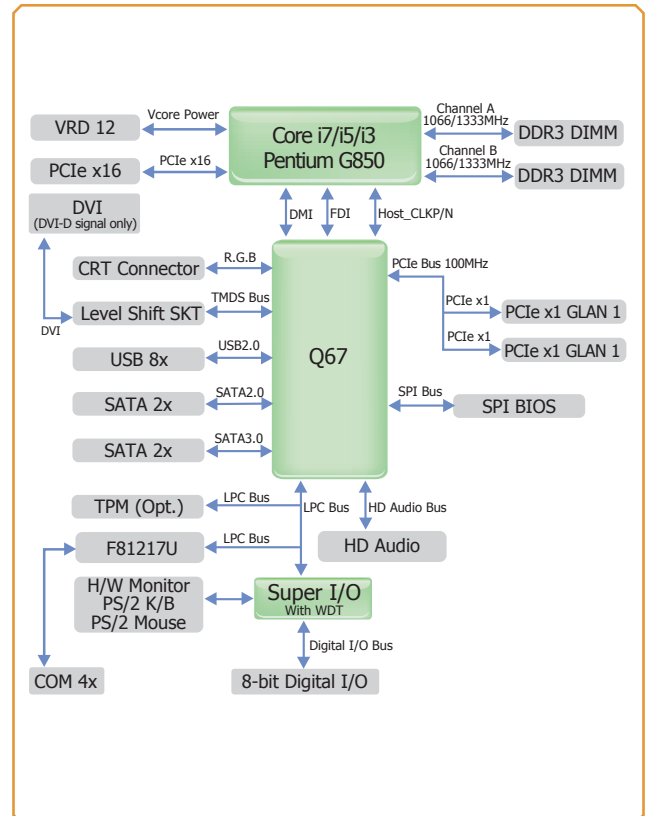 Channel A
1066/1333MHz
Vcore Power
VRD 12
Core i7/i5/i3
Pentium G850
DDR3 DIMM
Channel B
1066/1333MHz
PCIe x16
PCIe x16
DDR3 DIMM
DVI
(DVI-D signal only)
DMI
FDI
Host_CLKP/N
R.G.B
CRT Connector
PCIe Bus 100MHz
TMDS Bus
Level Shift SKT
DVI
PCIe x1
PCIe x1 GLAN 1
USB2.0
USB 8x
Q67
PCIe x1
PCIe x1 GLAN 1
SATA2.0
SATA 2x
SPI Bus
SPI BIOS
SATA3.0
SATA 2x
LPC Bus
TPM (Opt.)
LPC Bus
HD Audio Bus
LPC Bus
F81217U
HD Audio
H/W Monitor
PS/2 K/B
PS/2 Mouse
Super I/O
With WDT
Digital I/O Bus
COM 4x
8-bit Digital I/O